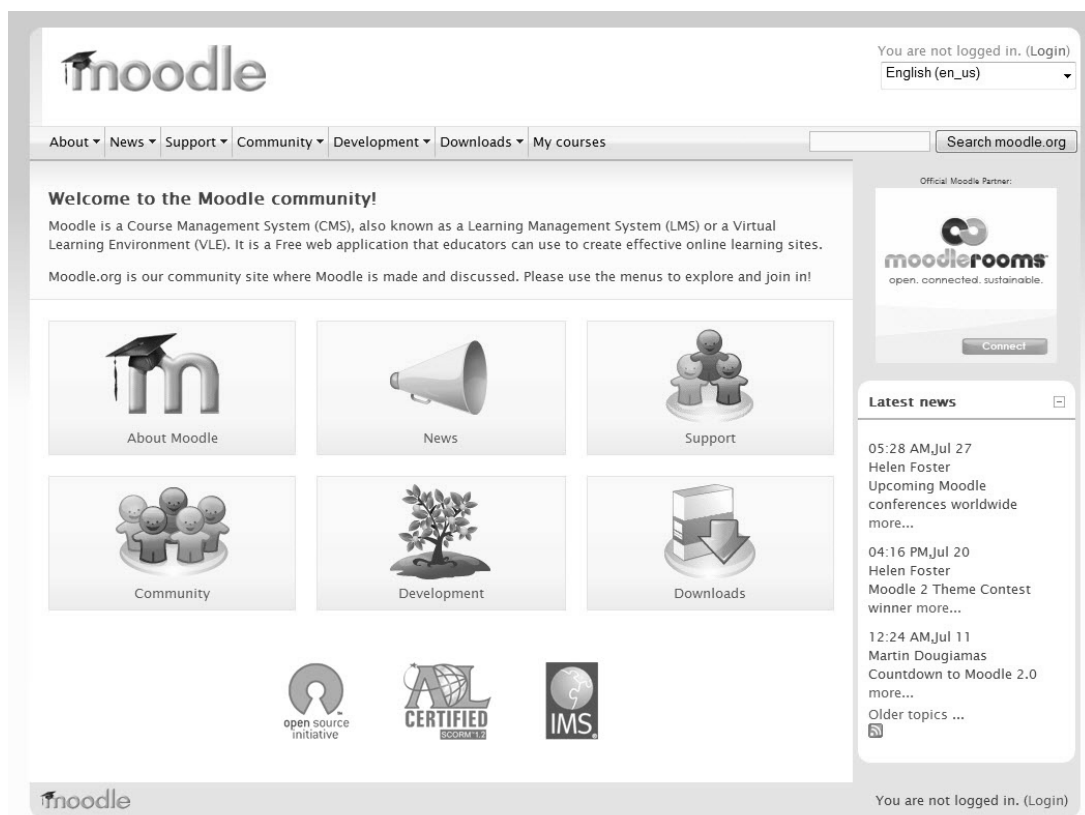 moodle
You are not logged in. (Login)
English (en_us)
About
News
Support
Community
Development
Downloads
My courses
Search moodle.org
Welcome to the Moodle community!
Moodle is a Course Management System (CMS), also known as a Learning Management System (LMS) or a Virtual
Learning Environment (VLE). It is a Free web application that educators can use to create effective online learning sites.
Moodle.org is our community site where Moodle is made and discussed. Please use the menus to explore and join in!
About Moodle
News
Support
Community
Development
Downloads
open source
initiative
ADL
CERTIFIED
SCORM 1.2
IMS
Official Moodle Partner:
moodlerooms
open. connected. sustainable.
Connect
Latest news
05:28 AM,Jul 27
Helen Foster
Upcoming Moodle
conferences worldwide
more...
04:16 PM,Jul 20
Helen Foster
Moodle 2 Theme Contest
winner more...
12:24 AM,Jul 11
Martin Dougiamas
Countdown to Moodle 2.0
more...
Older topics ...
moodle
You are not logged in. (Login)